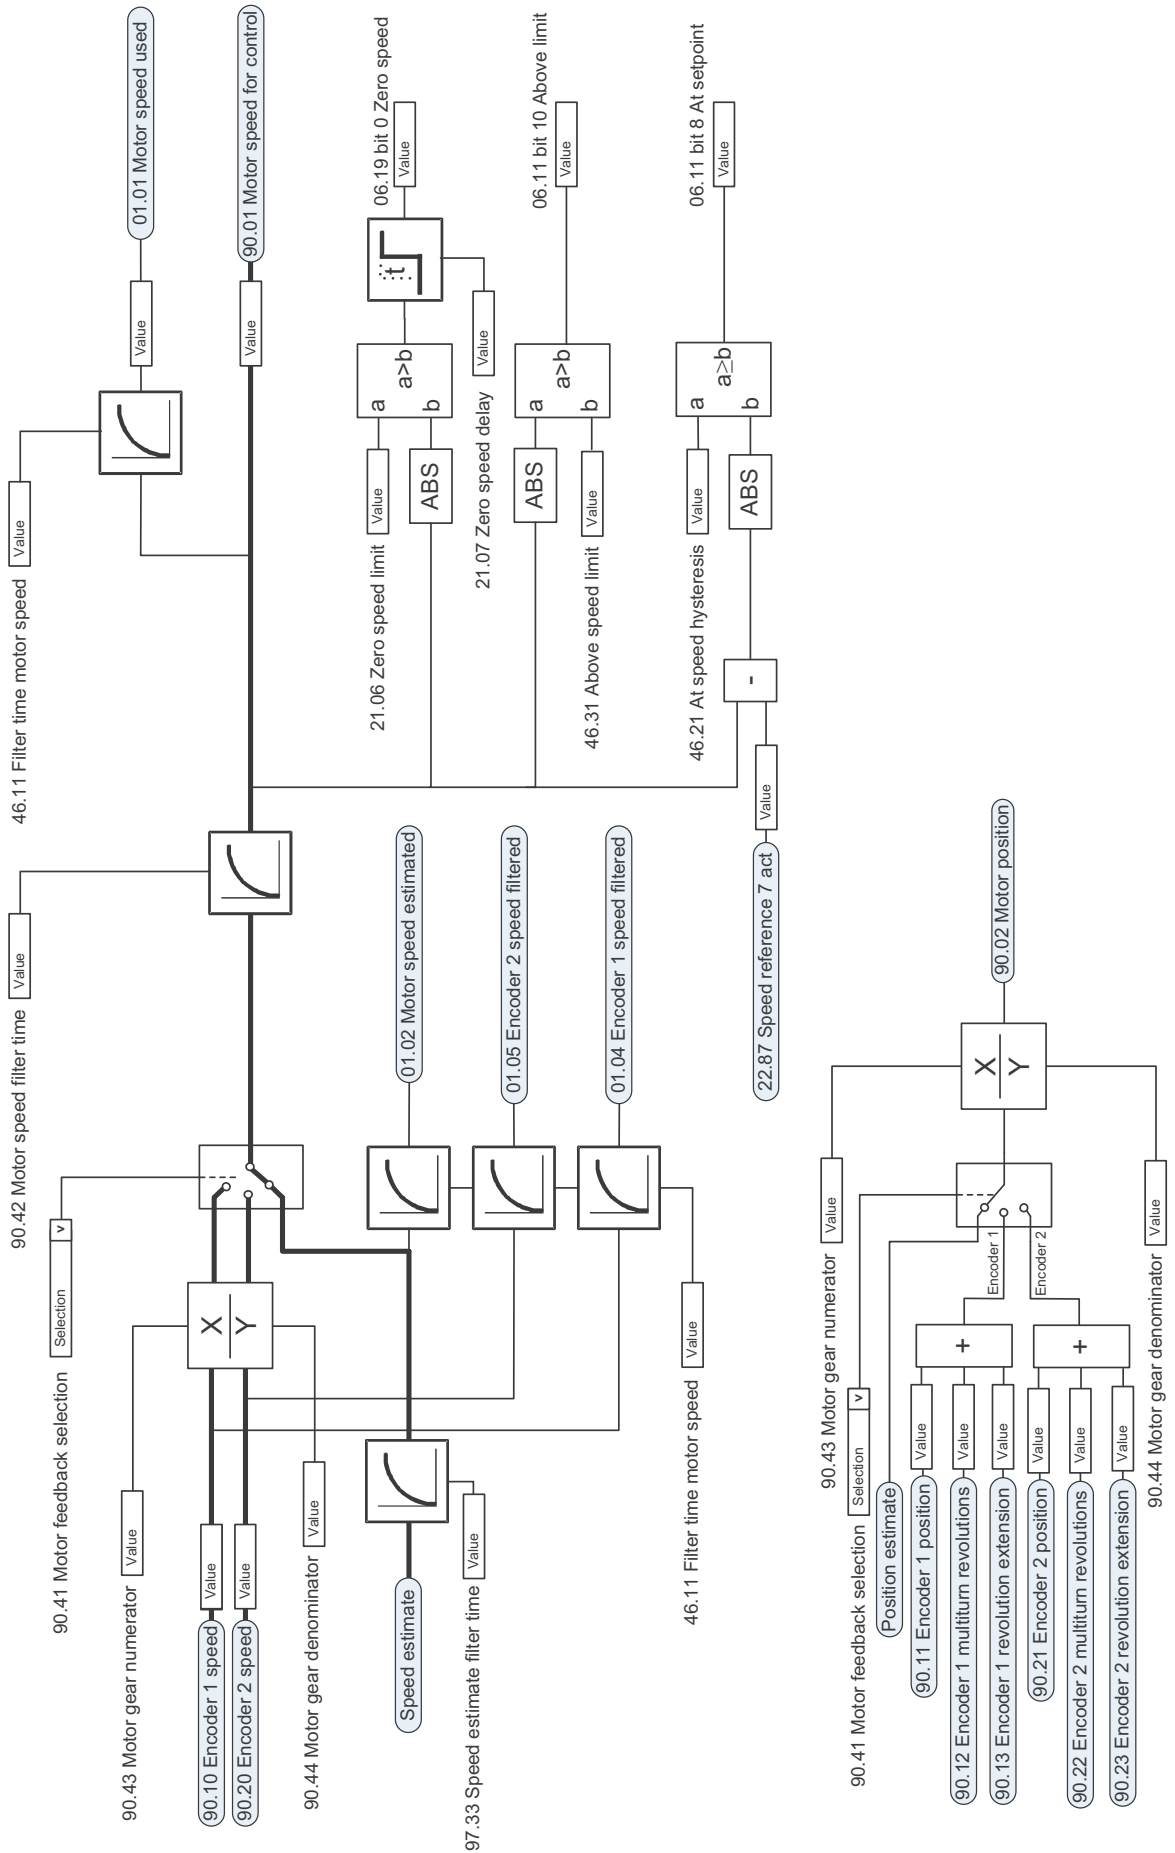 90.43 Motor gear numerator
Value
90.10 Encoder 1 speed
Value
90.20 Encoder 2 speed
Value
90.44 Motor gear denominator
Value
X
Y
90.41 Motor feedback selection
Selection
v
90.42 Motor speed filter time
Value
46.11 Filter time motor speed
Value
Value
01.01 Motor speed used
Value
90.01 Motor speed for control
Speed estimate
97.33 Speed estimate filter time
Value
46.11 Filter time motor speed
Value
01.02 Motor speed estimated
01.05 Encoder 2 speed filtered
01.04 Encoder 1 speed filtered
21.06 Zero speed limit
Value
ABS
a
a>b
b
t
21.07 Zero speed delay
Value
06.19 bit 0 Zero speed
Value
ABS
46.31 Above speed limit
Value
a
a>b
b
06.11 bit 10 Above limit
Value
46.21 At speed hysteresis
Value
22.87 Speed reference 7 act
Value
-
ABS
a
a≥b
b
06.11 bit 8 At setpoint
Value
90.43 Motor gear numerator
Value
90.41 Motor feedback selection
Selection
v
Position estimate
90.11 Encoder 1 position
Value
90.12 Encoder 1 multiturn revolutions
Value
90.13 Encoder 1 revolution extension
Value
+
Encoder 1
90.21 Encoder 2 position
Value
90.22 Encoder 2 multiturn revolutions
Value
90.23 Encoder 2 revolution extension
Value
+
Encoder 2
90.44 Motor gear denominator
Value
X
Y
90.02 Motor position